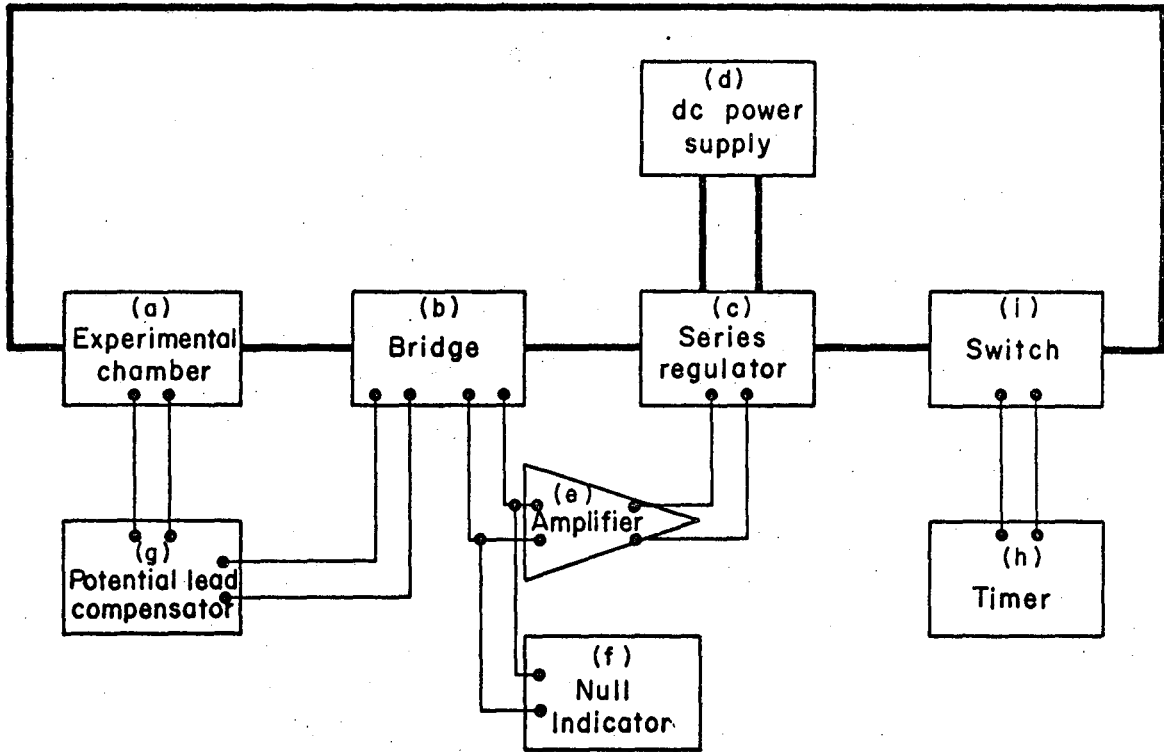 (d)
dc power
supply
(a)
Experimental
chamber
(b)
Bridge
(c)
Series
regulator
(i)
Switch
(e)
Amplifier
(g)
Potential lead
compensator
(h)
Timer
(f)
Null
Indicator